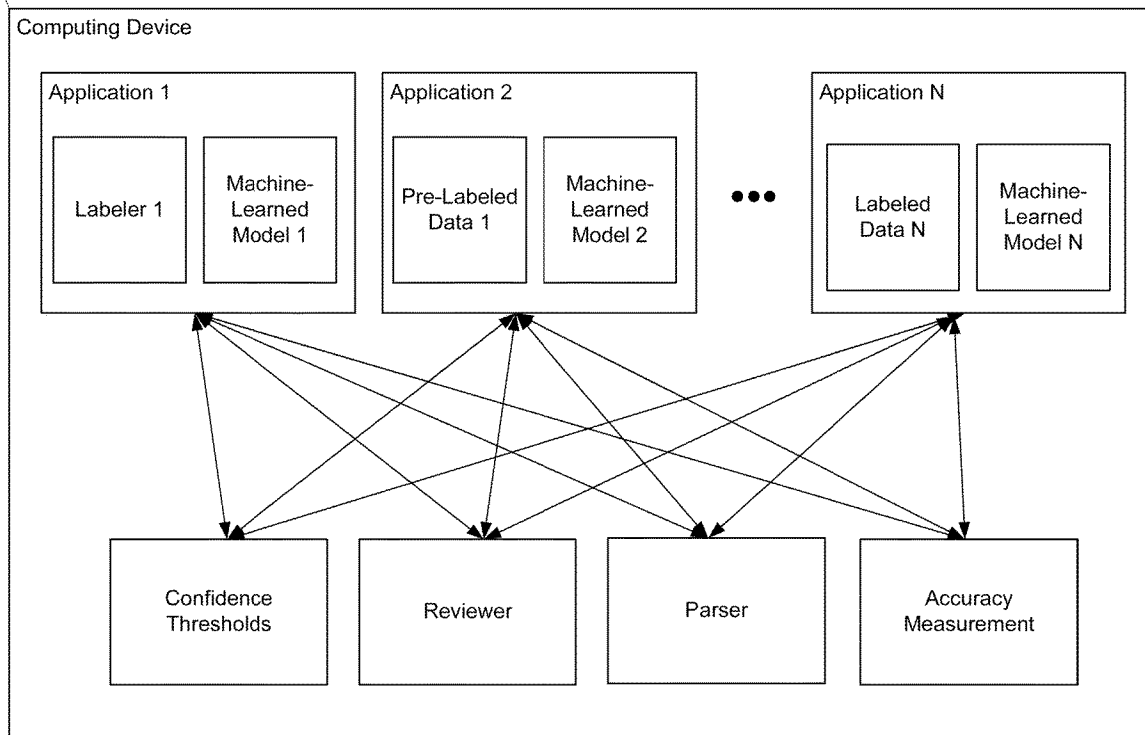 Computing Device
Application 1
Application 2
Application N
Labeler 1
Machine-
Learned
Model 1
Pre-Labeled
Data 1
Machine-
Learned
Model 2
Labeled
Data N
Machine-
Learned
Model N
Confidence
Thresholds
Reviewer
Parser
Accuracy
Measurement